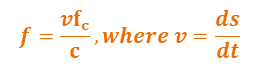 f = vf_c/c , where v = ds/dt